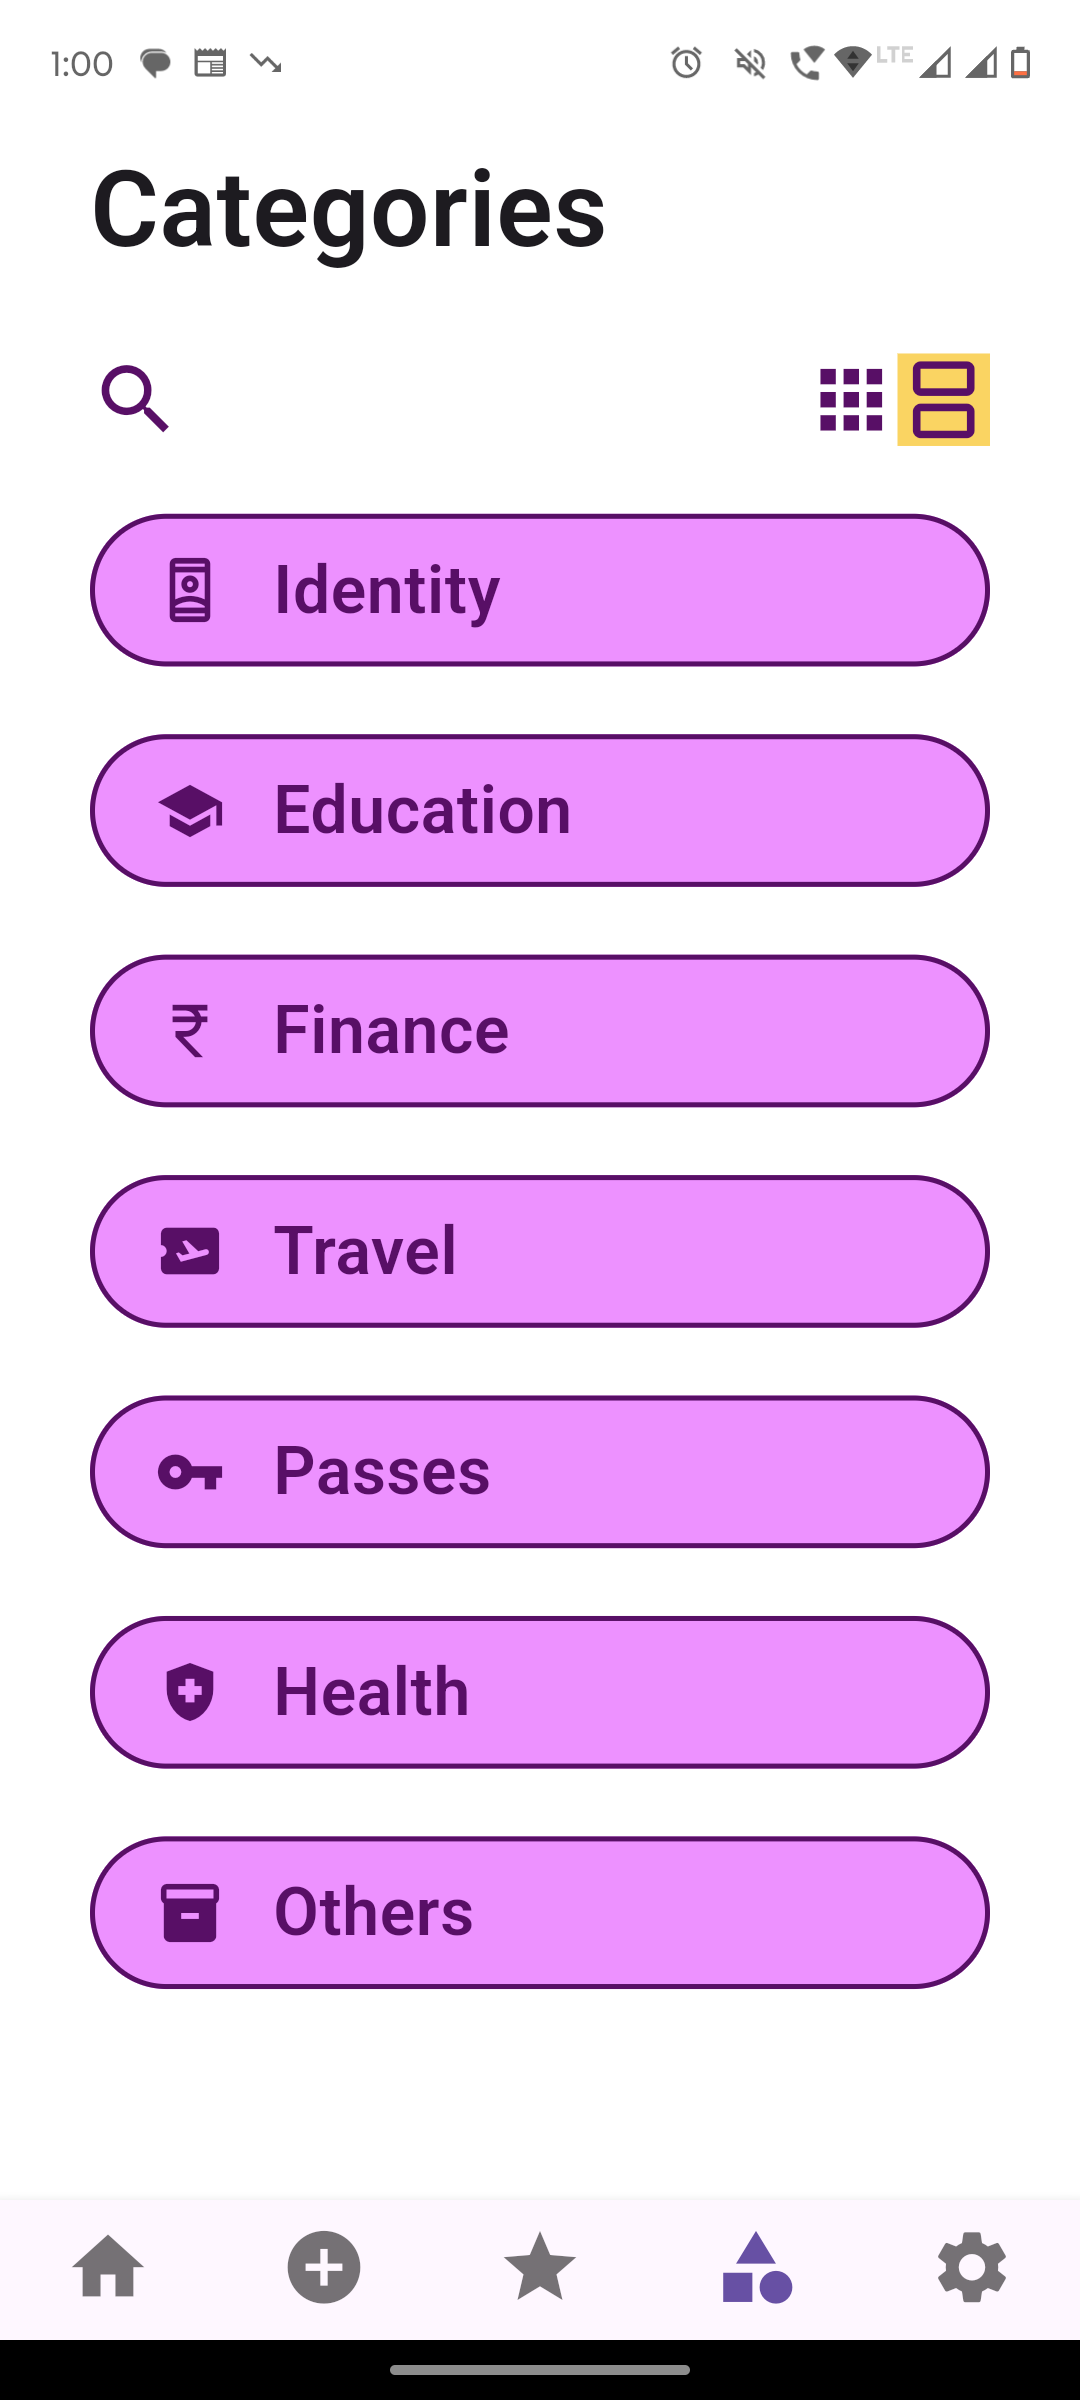 1:00
LTE
Categories
Identity
Education
₹ Finance
Travel
Passes
Health
Others